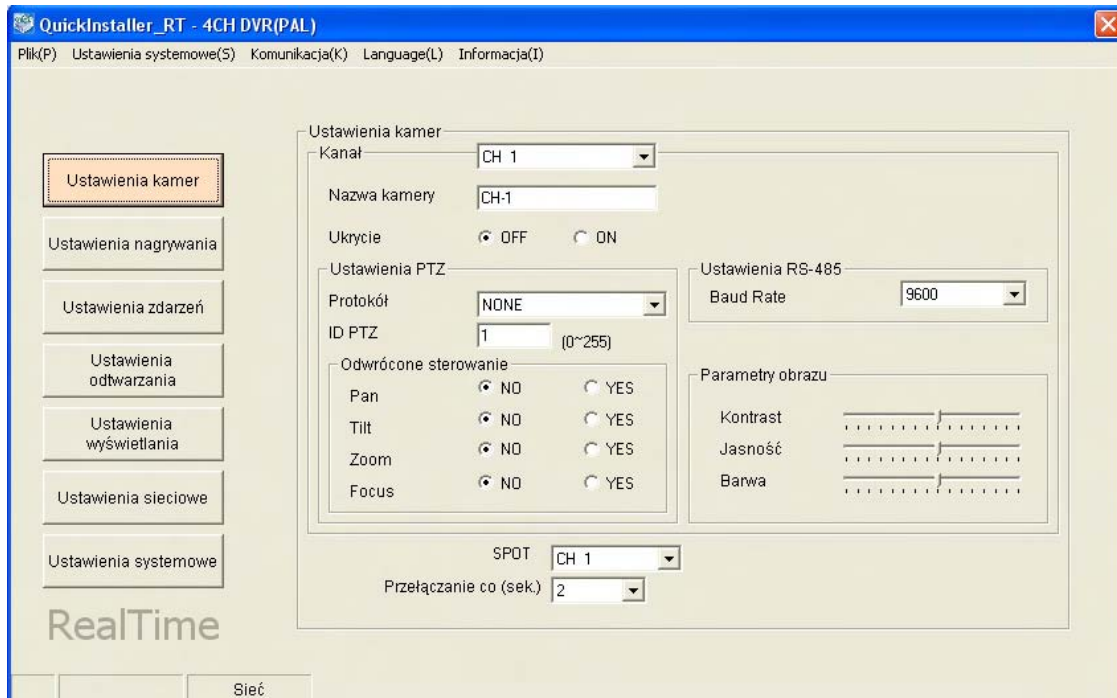 QuickInstaller_RT - 4CH DVR(PAL)
Plik(P) Ustawienia systemowe(S) Komunikacja(K) Language(L) Informacja(I)
Ustawienia kamer
Ustawienia nagrywania
Ustawienia zdarzeń
Ustawienia
odtwarzania
Ustawienia
wyświetlania
Ustawienia sieciowe
Ustawienia systemowe
RealTime
Ustawienia kamer
Kanał CH 1
Nazwa kamery CH-1
Ukrycie OFF ON
Ustawienia PTZ
Protokół NONE
ID PTZ 1 (0~255)
Odwrócone sterowanie
Pan NO YES
Tilt NO YES
Zoom NO YES
Focus NO YES
Ustawienia RS-485
Baud Rate 9600
Parametry obrazu
Kontrast
Jasność
Barwa
SPOT CH 1
Przełączanie co (sek.) 2
Sieć